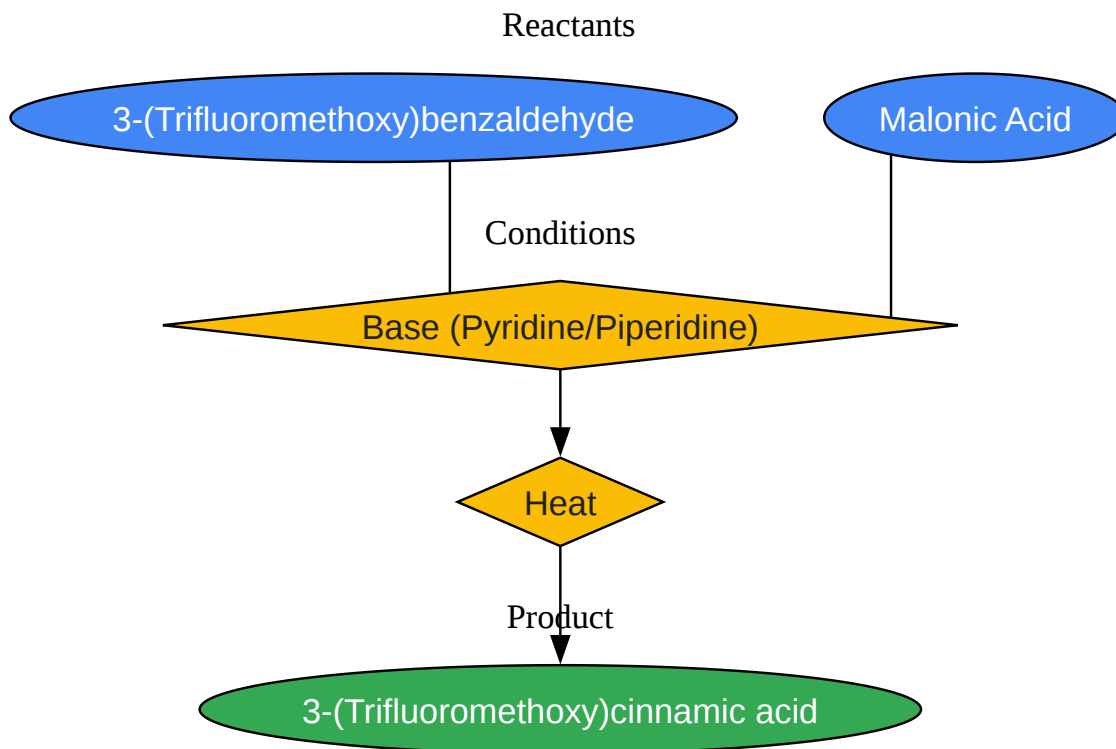 Reactants
3-(Trifluoromethoxy)benzaldehyde
Malonic Acid
Conditions
Base (Pyridine/Piperidine)
Heat
Product
3-(Trifluoromethoxy)cinnamic acid